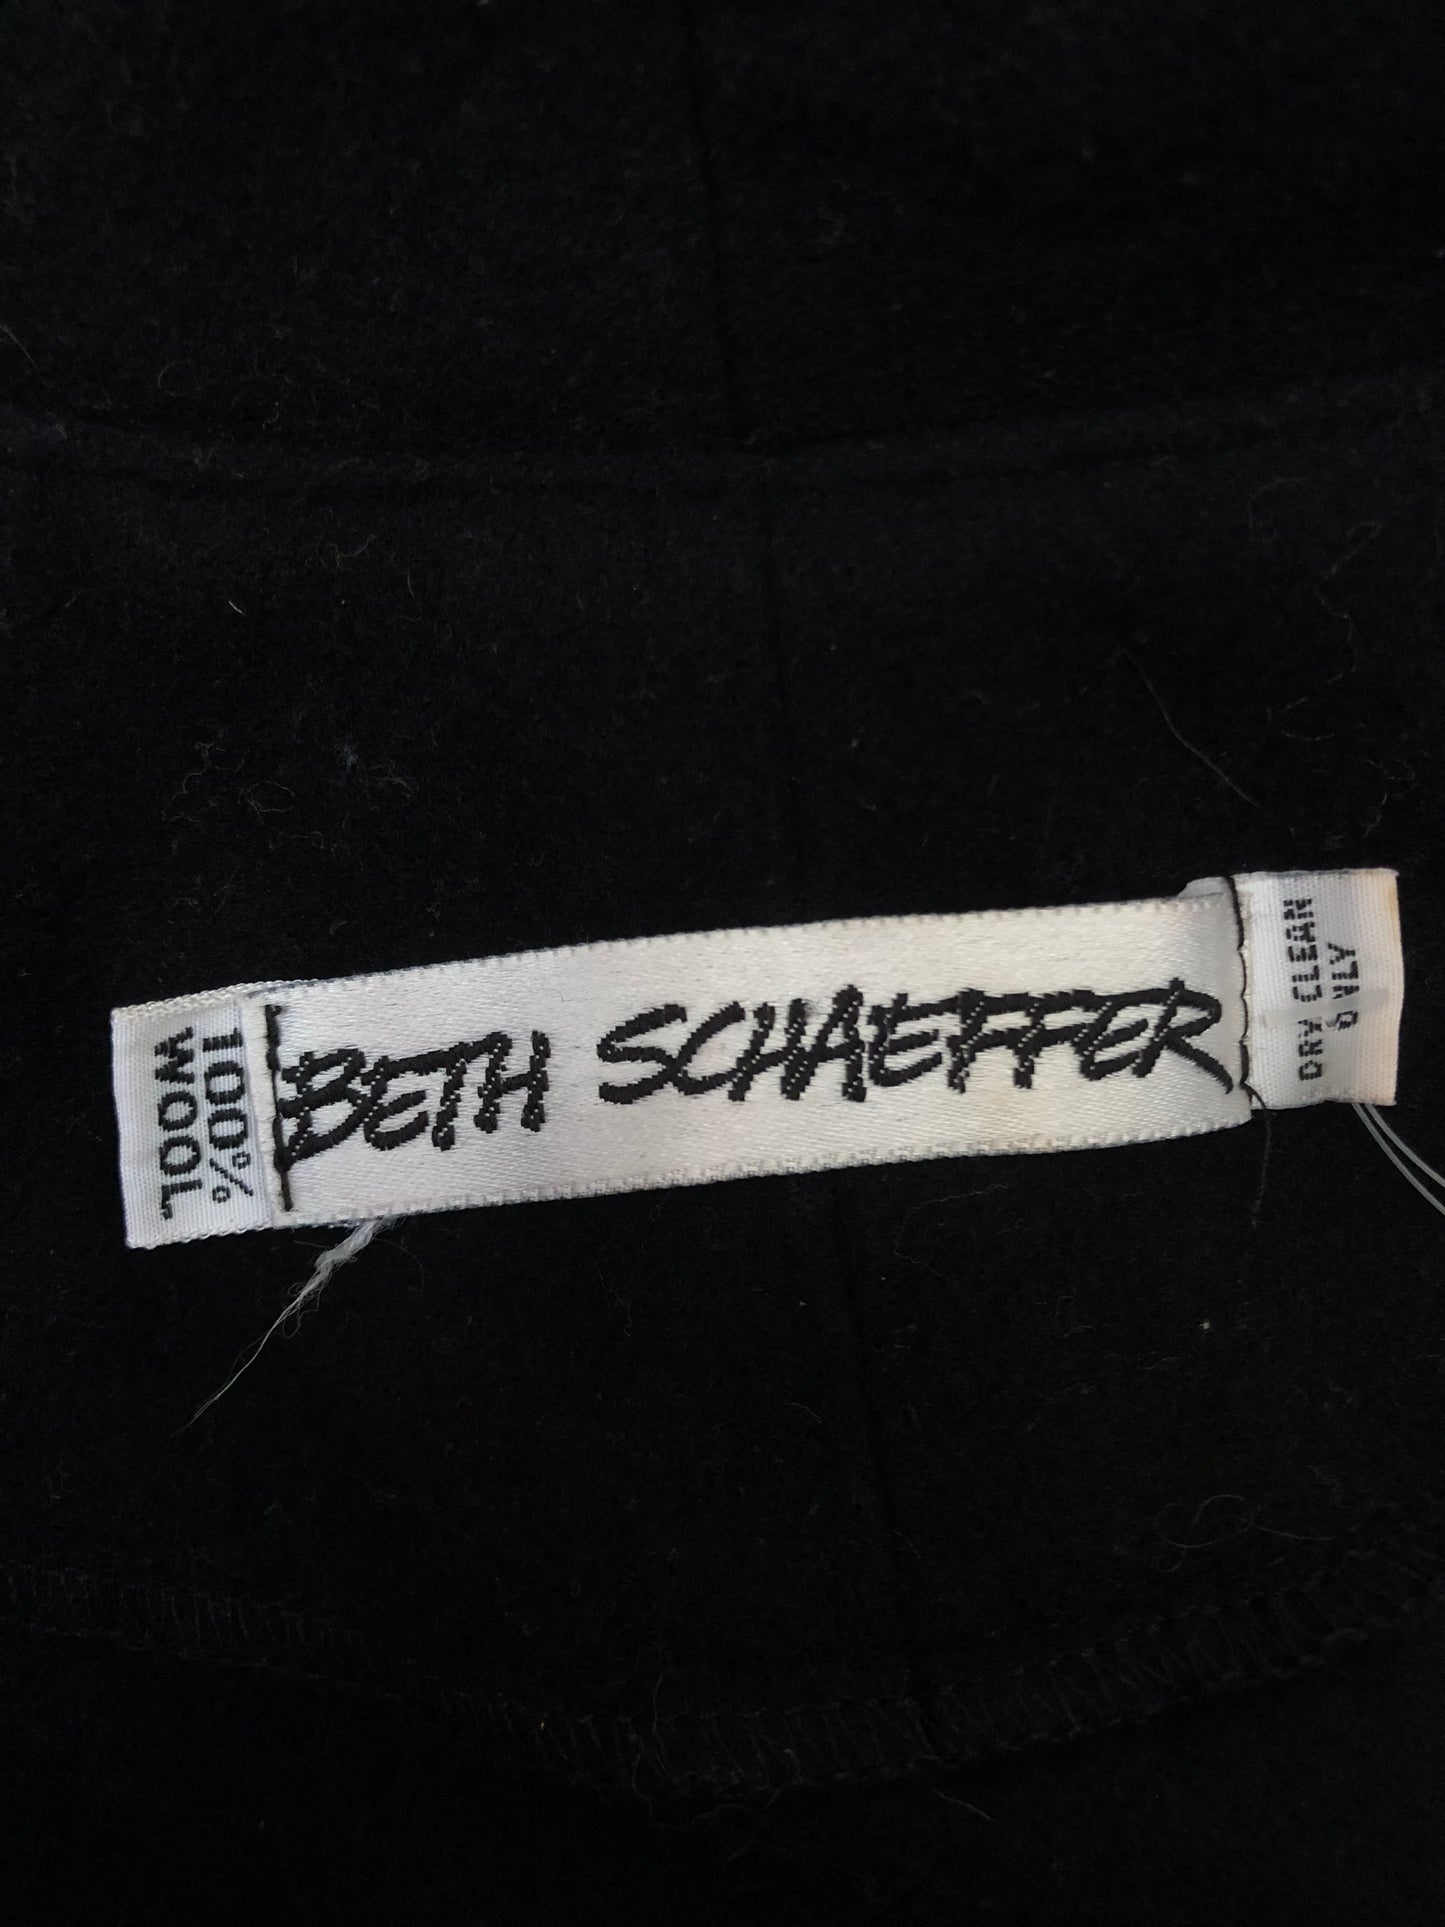 100%
WOOL
BETH SCHAEFFER
DRY CLEAN
ONLY